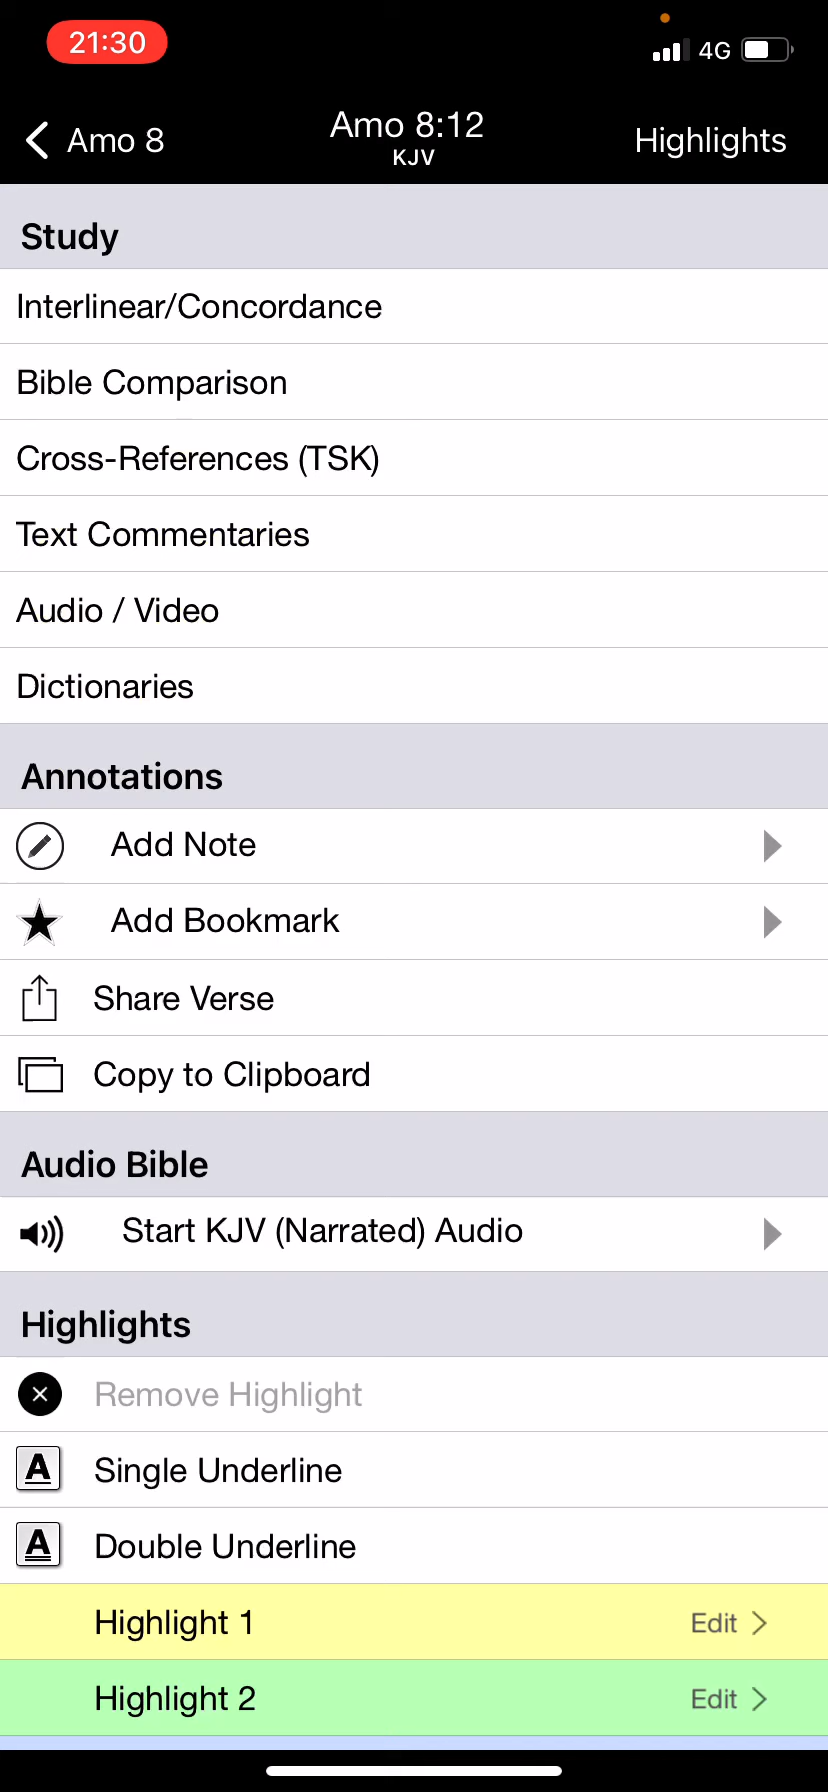 21:30
4G
Amo 8
Amo 8:12
KJV
Highlights
Study
Interlinear/Concordance
Bible Comparison
Cross-References (TSK)
Text Commentaries
Audio / Video
Dictionaries
Annotations
Add Note
Add Bookmark
Share Verse
Copy to Clipboard
Audio Bible
Start KJV (Narrated) Audio
Highlights
Remove Highlight
A Single Underline
A Double Underline
Highlight 1 Edit
Highlight 2 Edit